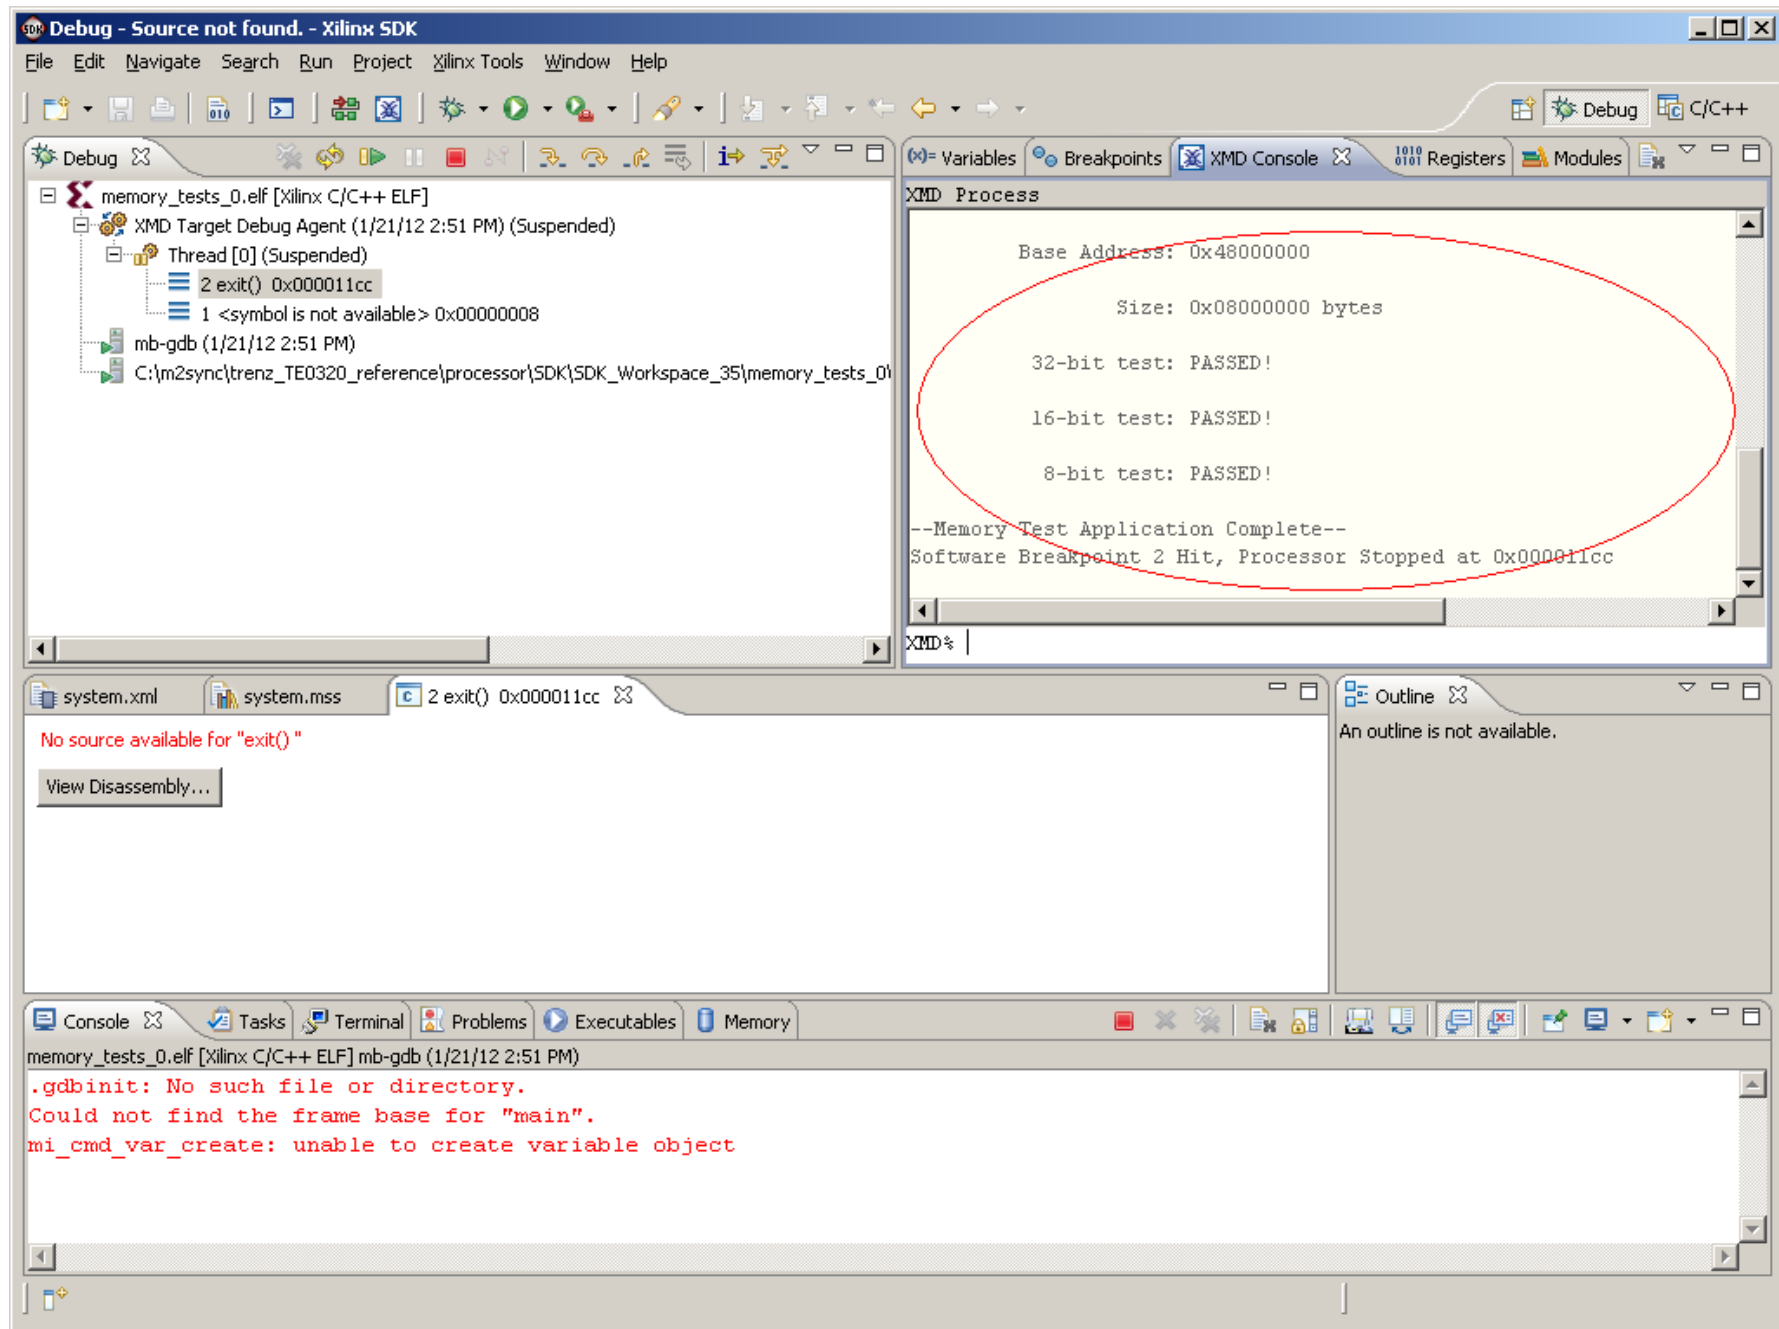 Debug - Source not found. - Xilinx SDK
File Edit Navigate Search Run Project Xilinx Tools Window Help
Debug C/C++
Debug
memory_tests_0.elf [Xilinx C/C++ ELF]
XMD Target Debug Agent (1/21/12 2:51 PM) (Suspended)
Thread [0] (Suspended)
2 exit() 0x000011cc
1 <symbol is not available> 0x00000008
mb-gdb (1/21/12 2:51 PM)
C:\m2sync\trenz_TE0320_reference\processor\SDK\SDK_Workspace_35\memory_tests_0\
(x)= Variables Breakpoints XMD Console Registers Modules
XMD Process
Base Address: 0x48000000
Size: 0x08000000 bytes
32-bit test: PASSED!
16-bit test: PASSED!
8-bit test: PASSED!
--Memory Test Application Complete--
Software Breakpoint 2 Hit, Processor Stopped at 0x000011cc
XMD%
system.xml system.mss 2 exit() 0x000011cc
No source available for "exit() "
View Disassembly...
Outline
An outline is not available.
Console Tasks Terminal Problems Executables Memory
memory_tests_0.elf [Xilinx C/C++ ELF] mb-gdb (1/21/12 2:51 PM)
.gdbinit: No such file or directory.
Could not find the frame base for "main".
mi_cmd_var_create: unable to create variable object